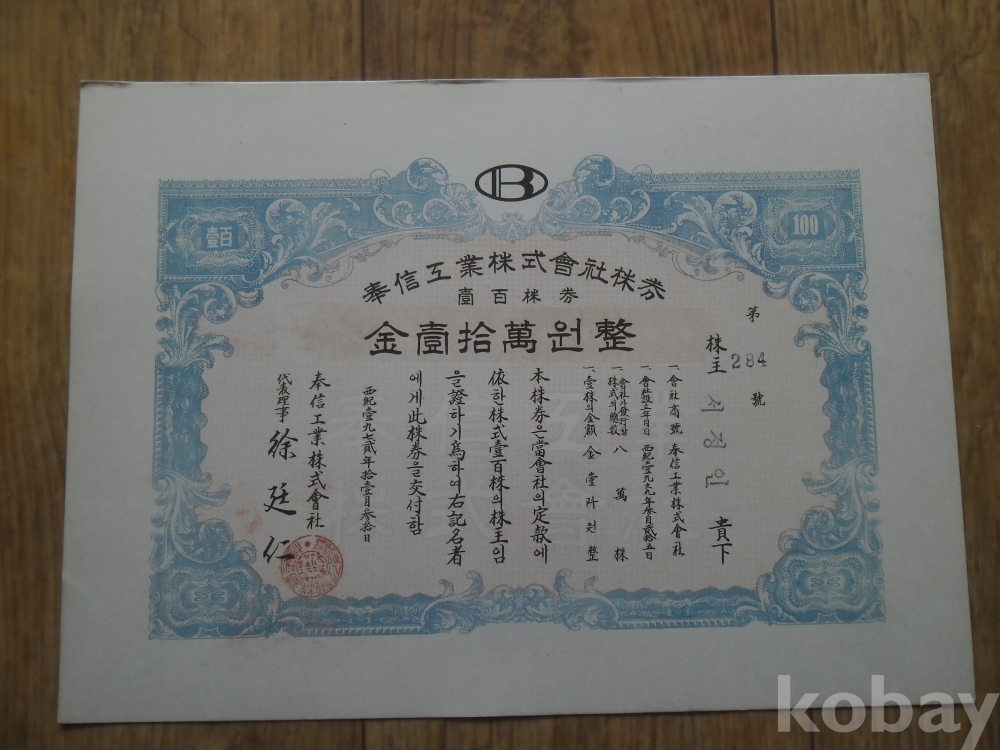 壹百
B
100
奉信工業株式會社株券
壹百株券
金壹拾萬원整
第
284
號
株主
서정인
貴下
一. 會社商號 奉信工業株式會社
一. 會社設立年月日 西紀壹九六九年參月貳拾五日
一. 會社가發行한株式의總數 八萬株
一. 壹株의金額 金壹阡원整
本株券은當會社의定款에
依한株式壹百株의株主임
을證하기爲하여右記名者
에게此株券을交付함
西紀壹九七貳年拾壹月參拾日
奉信工業株式會社
代表理事 徐廷仁
kobay